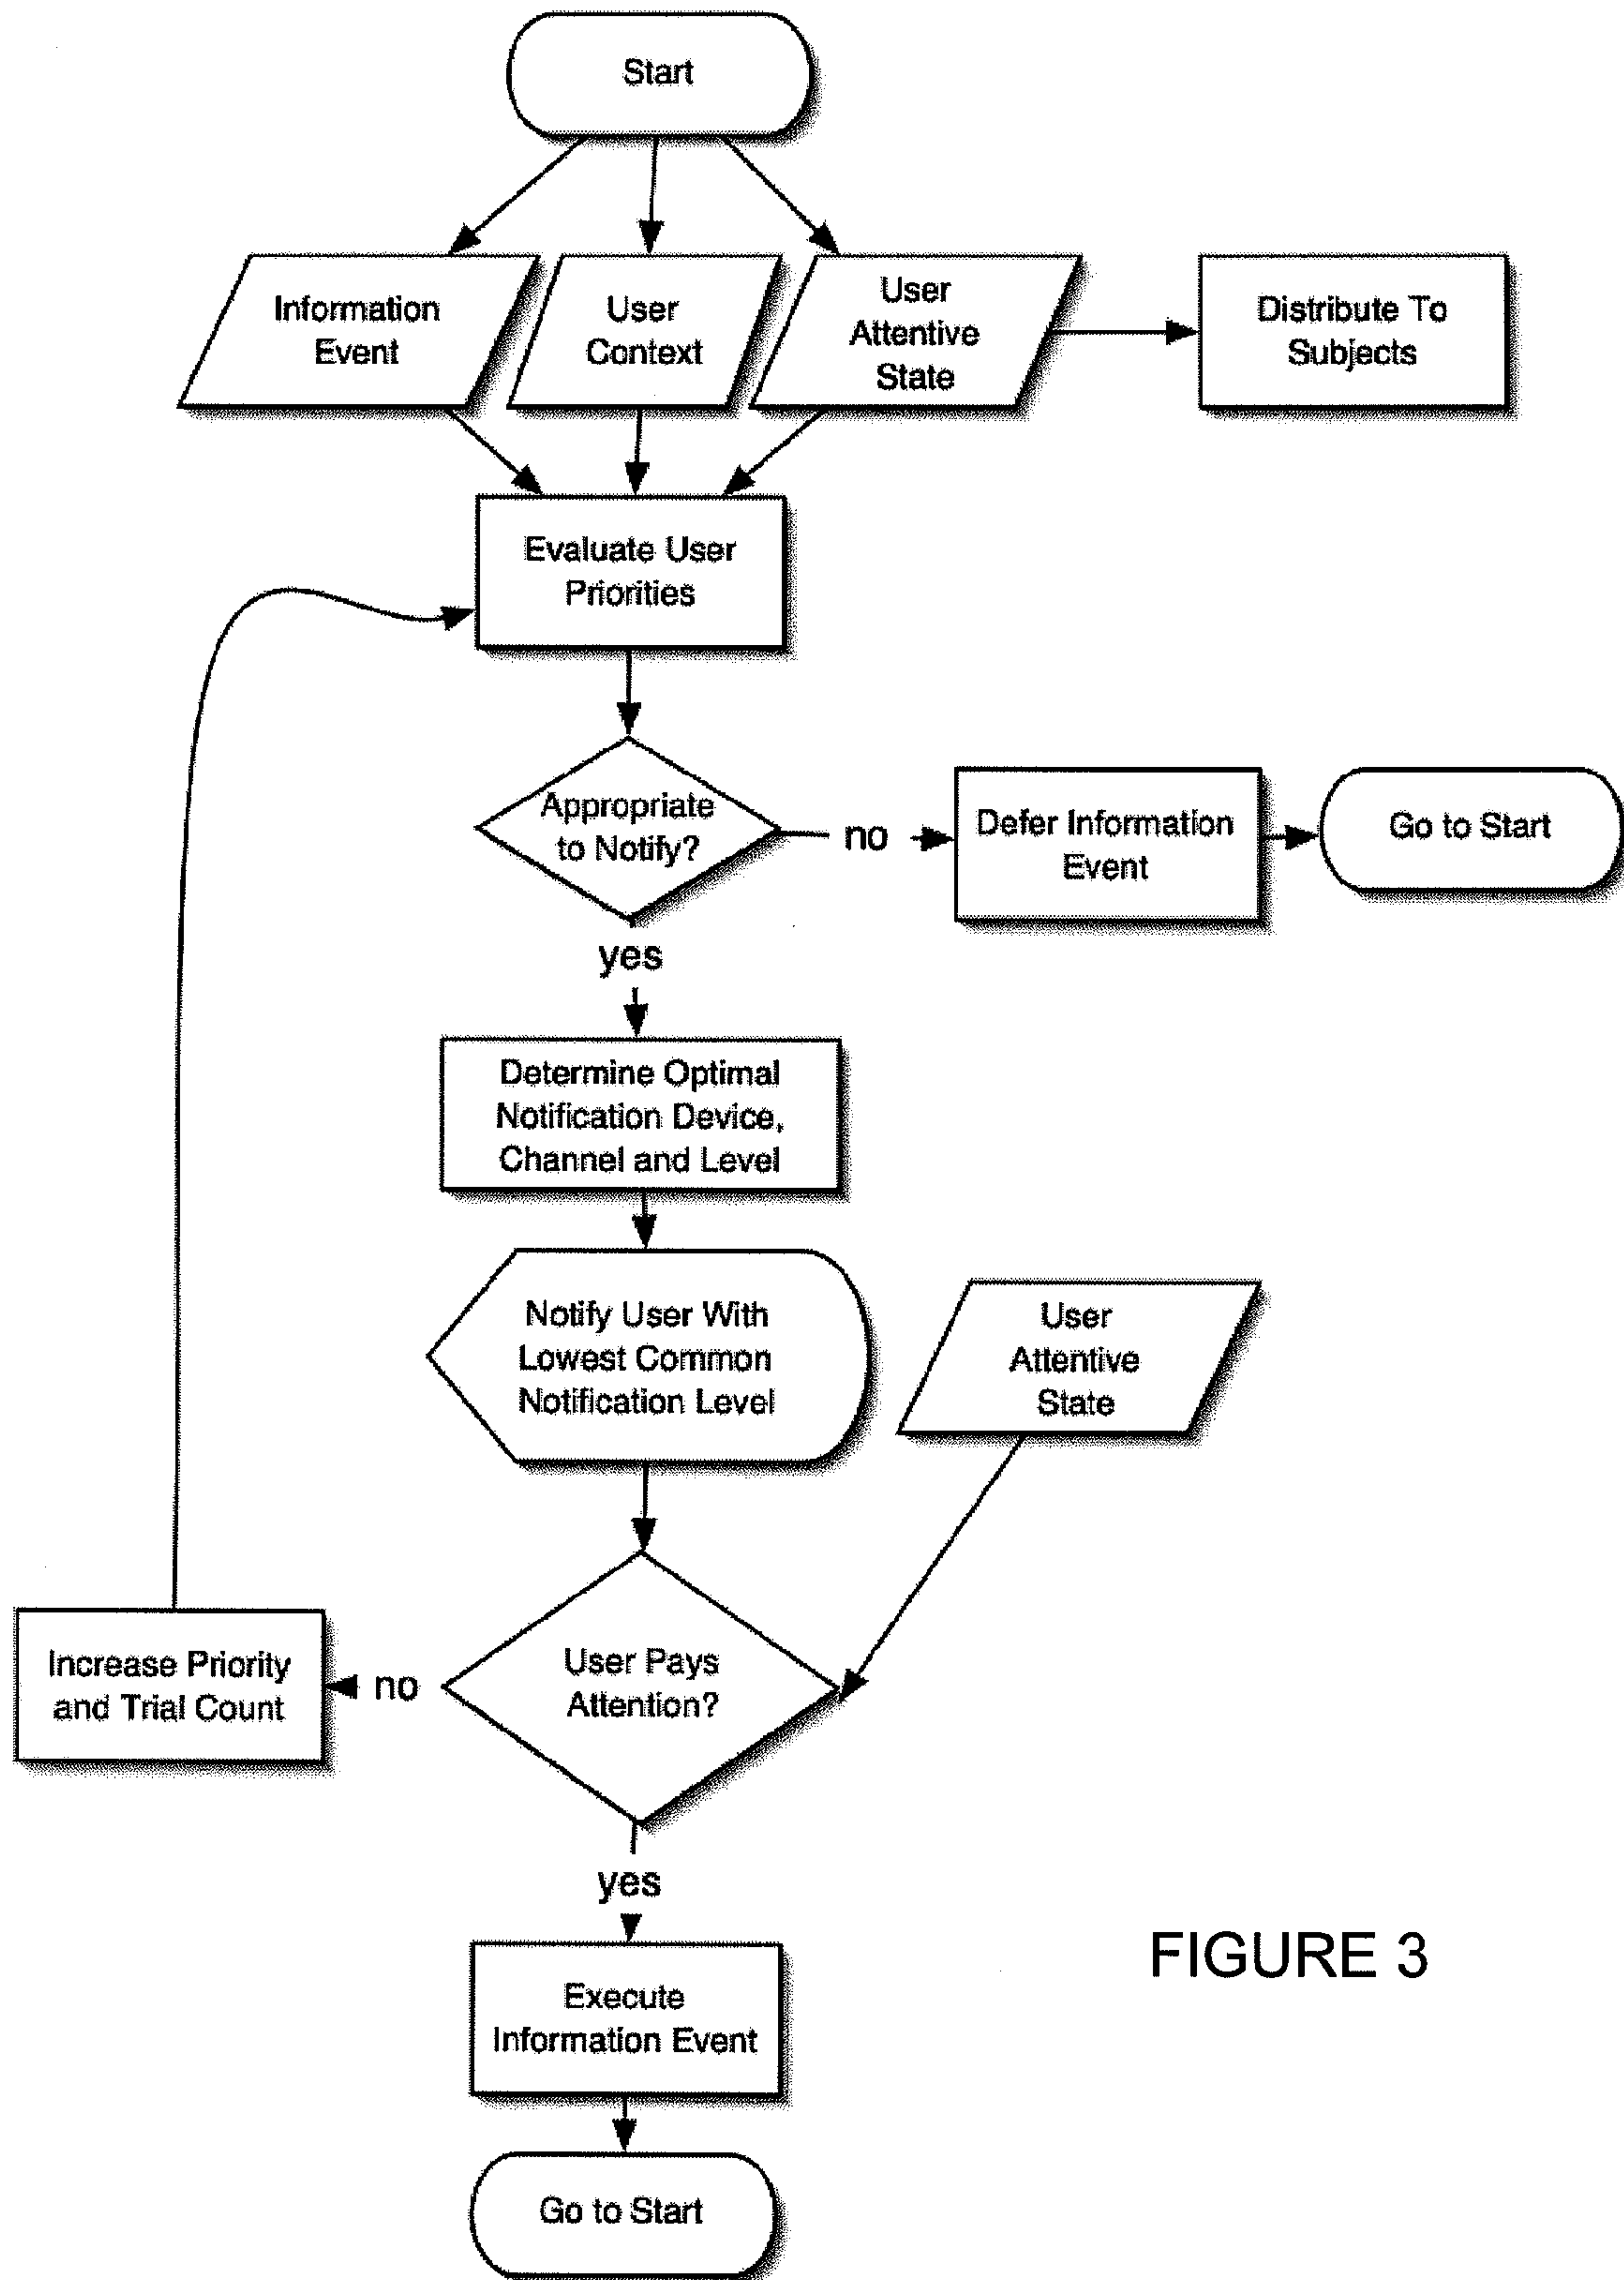 Start
Information
Event
User
Context
User
Attentive
State
Distribute To
Subjects
Evaluate User
Priorities
Appropriate
to Notify?
no
Defer Information
Event
Go to Start
yes
Determine Optimal
Notification Device,
Channel and Level
Notify User With
Lowest Common
Notification Level
User
Attentive
State
User Pays
Attention?
no
Increase Priority
and Trial Count
yes
Execute
Information Event
Go to Start
FIGURE 3